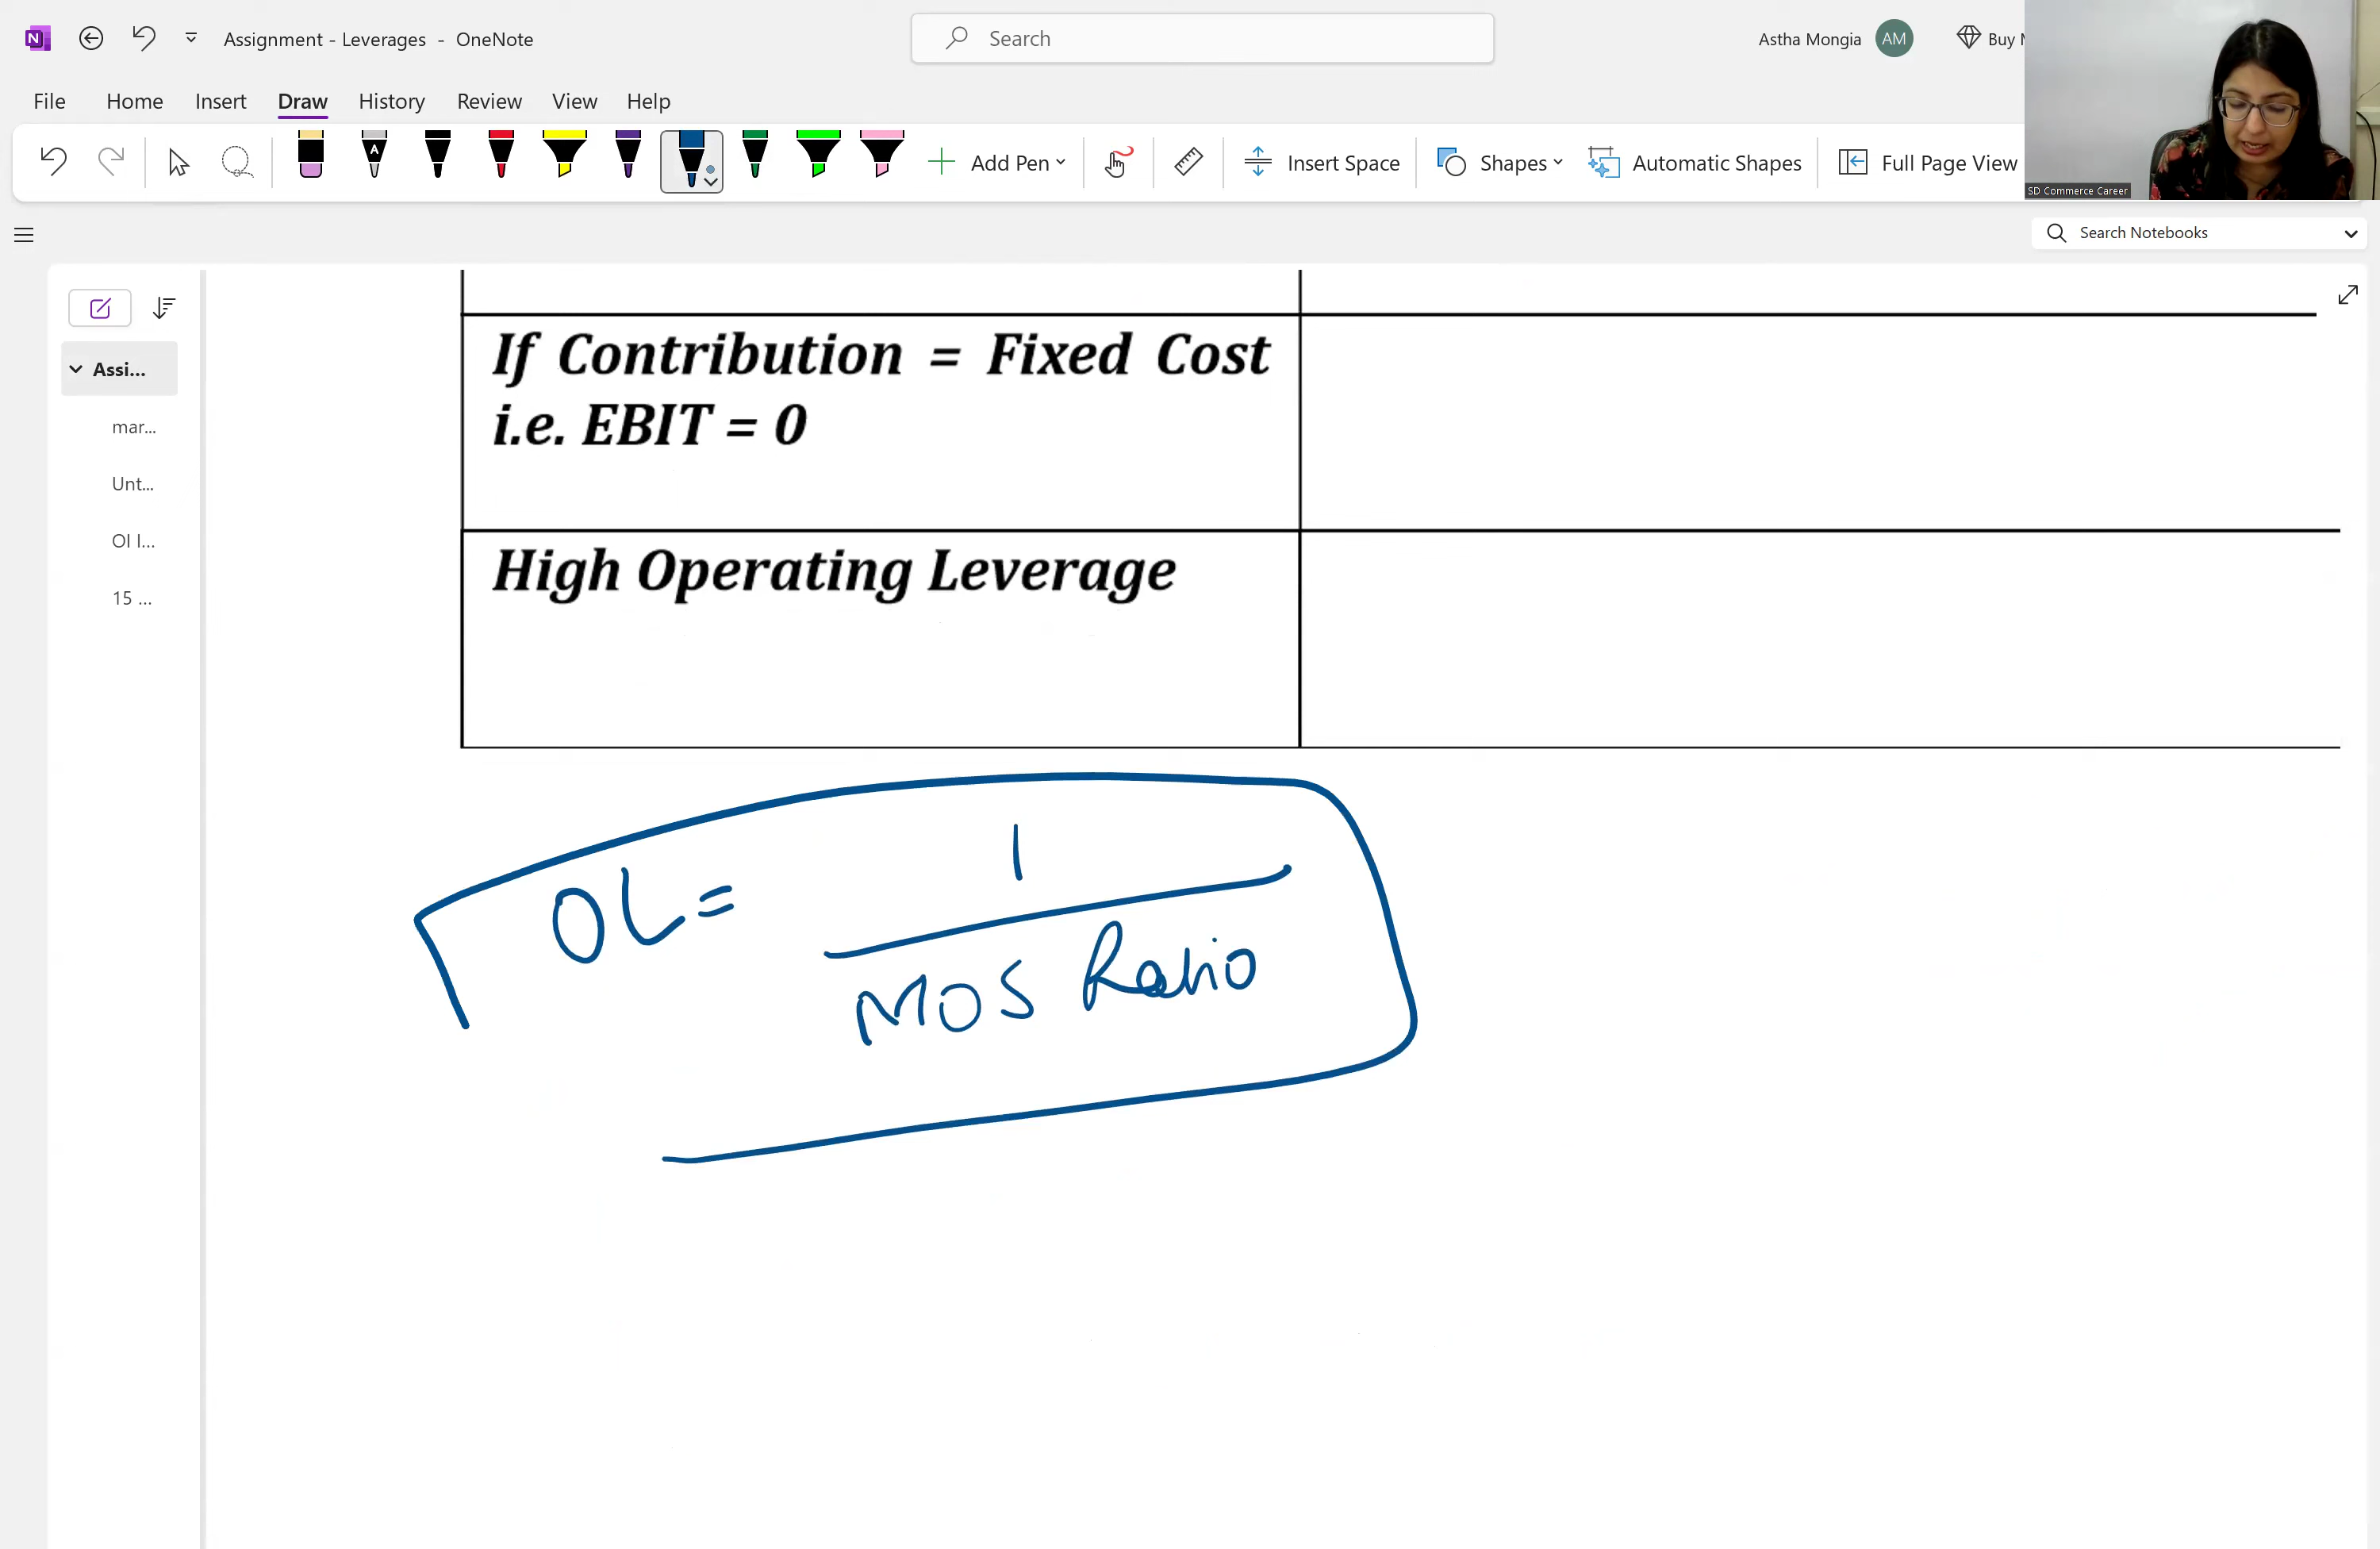 Assignment - Leverages - OneNote
Search
Astha Mongia AM Buy
File Home Insert Draw History Review View Help
A Add Pen Insert Space Shapes Automatic Shapes Full Page View
SD Commerce Career
Search Notebooks
Assi...
mar...
Unt...
OI I...
15 ...
If Contribution = Fixed Cost
i.e. EBIT = 0
High Operating Leverage
OL = 1
MOS Ratio